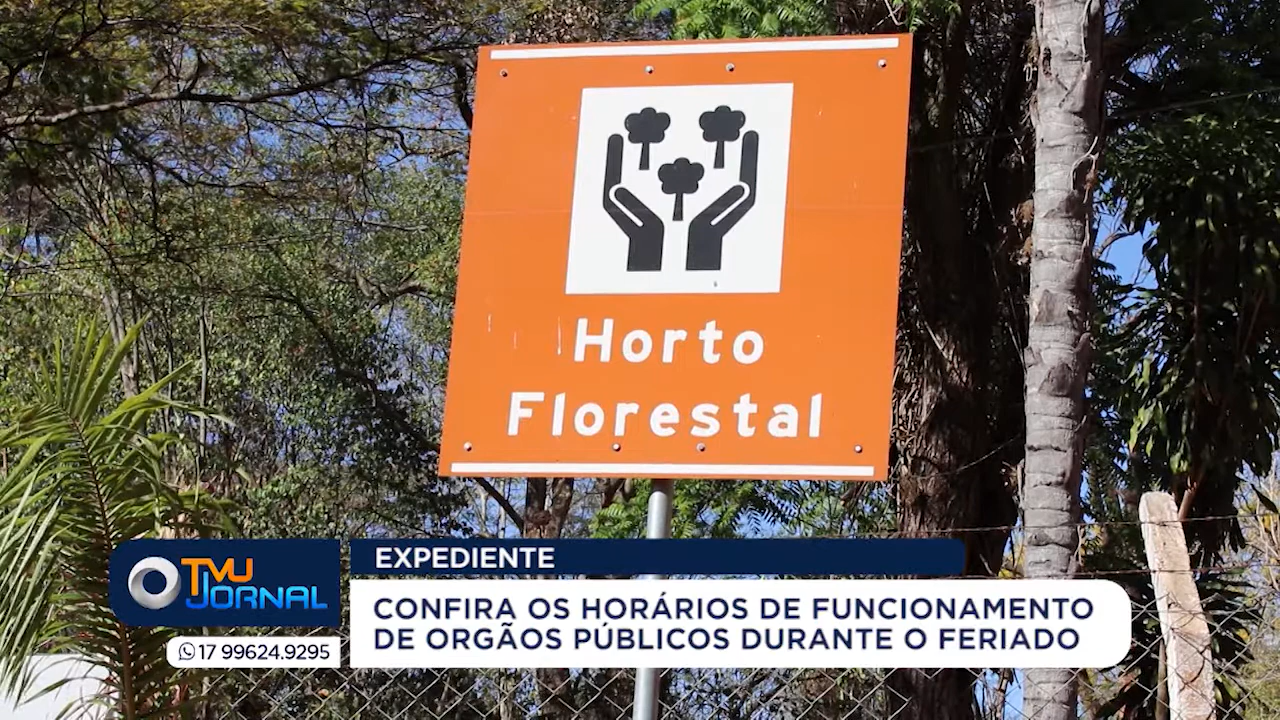 Horto
Florestal
EXPEDIENTE
TVU
JORNAL
CONFIRA OS HORÁRIOS DE FUNCIONAMENTO
DE ORGÃOS PÚBLICOS DURANTE O FERIADO
17 99624.9295